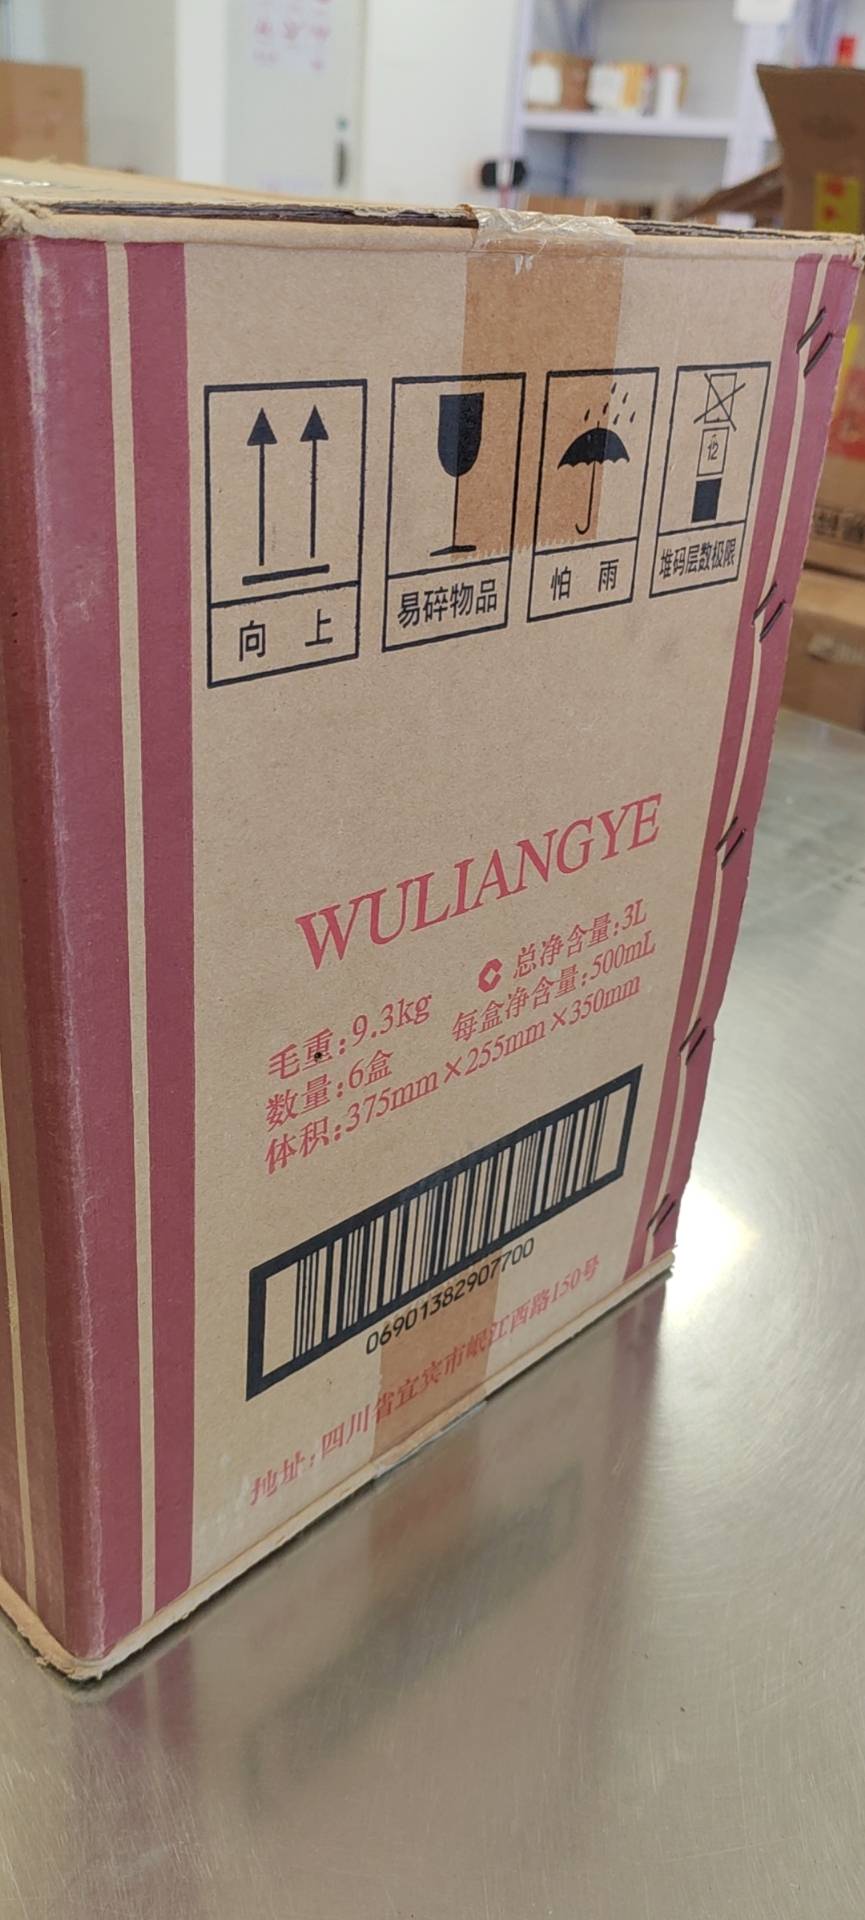 向 上
易碎物品
怕 雨
12
堆码层数极限
WULIANGYE
毛重:9.3kg
总净含量:3L
数量:6盒
每盒净含量:500mL
体积:375mm×255mm×350mm
06901382907700
地址:四川省宜宾市岷江西路150号